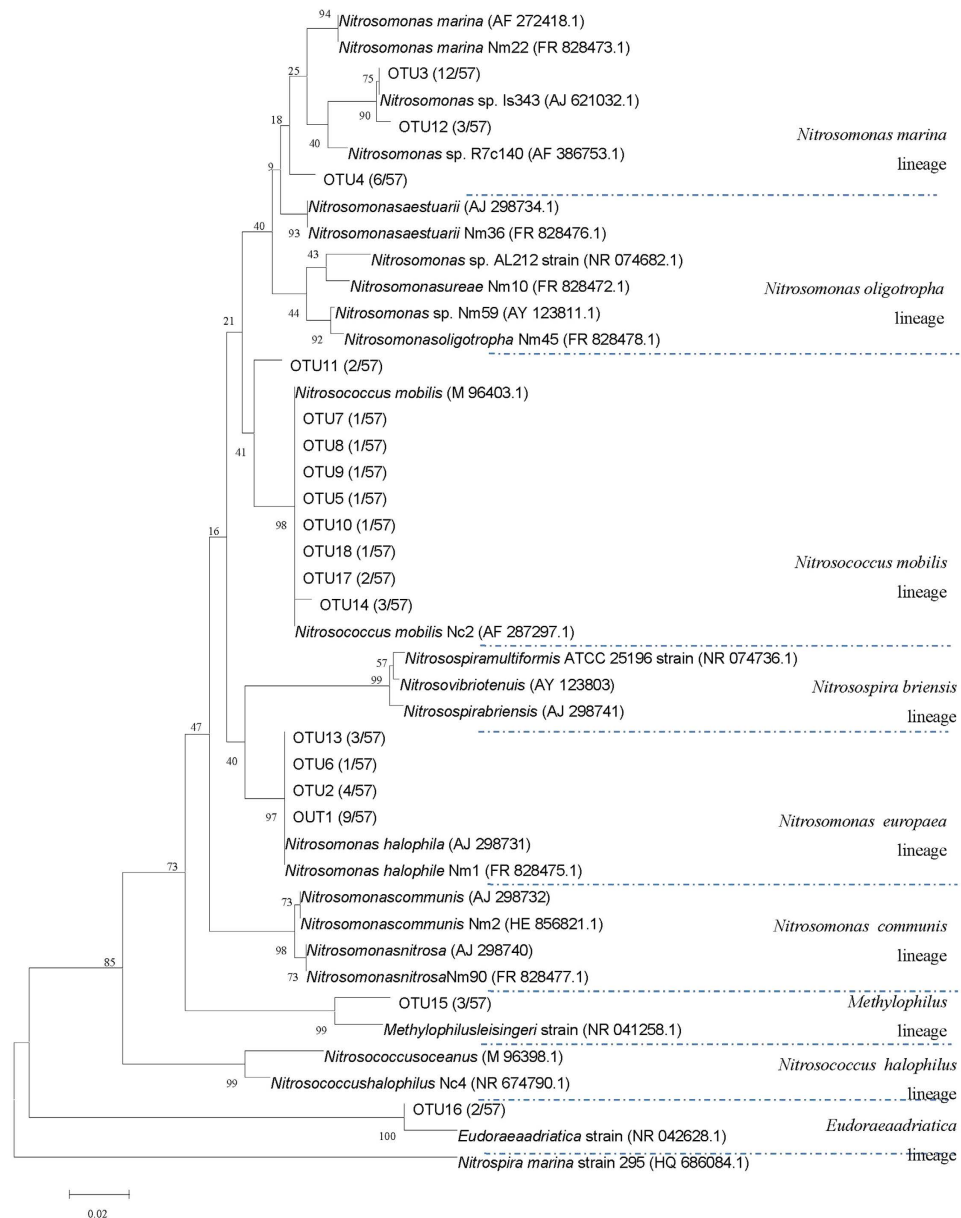 94
Nitrosomonas marina (AF 272418.1)
Nitrosomonas marina Nm22 (FR 828473.1)
25
75
OTU3 (12/57)
Nitrosomonas sp. Is343 (AJ 621032.1)
90
OTU12 (3/57)
18
40
Nitrosomonas sp. R7c140 (AF 386753.1)
Nitrosomonas marina
lineage
9
OTU4 (6/57)
Nitrosomonasaestuarii (AJ 298734.1)
40
93
Nitrosomonasaestuarii Nm36 (FR 828476.1)
43
Nitrosomonas sp. AL212 strain (NR 074682.1)
Nitrosomonasureae Nm10 (FR 828472.1)
Nitrosomonas oligotropha
lineage
44
Nitrosomonas sp. Nm59 (AY 123811.1)
21
92
Nitrosomonasoligotropha Nm45 (FR 828478.1)
OTU11 (2/57)
Nitrosococcus mobilis (M 96403.1)
OTU7 (1/57)
OTU8 (1/57)
41
OTU9 (1/57)
OTU5 (1/57)
98
OTU10 (1/57)
16
OTU18 (1/57)
Nitrosococcus mobilis
lineage
OTU17 (2/57)
OTU14 (3/57)
Nitrosococcus mobilis Nc2 (AF 287297.1)
57
Nitrosospiramultiformis ATCC 25196 strain (NR 074736.1)
99
Nitrosovibriotenuis (AY 123803)
Nitrosospira briensis
lineage
Nitrosospirabriensis (AJ 298741)
47
OTU13 (3/57)
40
OTU6 (1/57)
OTU2 (4/57)
97
OUT1 (9/57)
Nitrosomonas europaea
lineage
Nitrosomonas halophila (AJ 298731)
73
Nitrosomonas halophile Nm1 (FR 828475.1)
73
Nitrosomonascommunis (AJ 298732)
Nitrosomonascommunis Nm2 (HE 856821.1)
Nitrosomonas communis
lineage
98
Nitrosomonasnitrosa (AJ 298740)
85
73
NitrosomonasnitrosaNm90 (FR 828477.1)
OTU15 (3/57)
Methylophilus
lineage
99
Methylophilusleisingeri strain (NR 041258.1)
Nitrosococcusoceanus (M 96398.1)
Nitrosococcus halophilus
lineage
99
Nitrosococcushalophilus Nc4 (NR 674790.1)
OTU16 (2/57)
Eudoraeaadriatica
lineage
100
Eudoraeaadriatica strain (NR 042628.1)
Nitrospira marina strain 295 (HQ 686084.1)
0.02